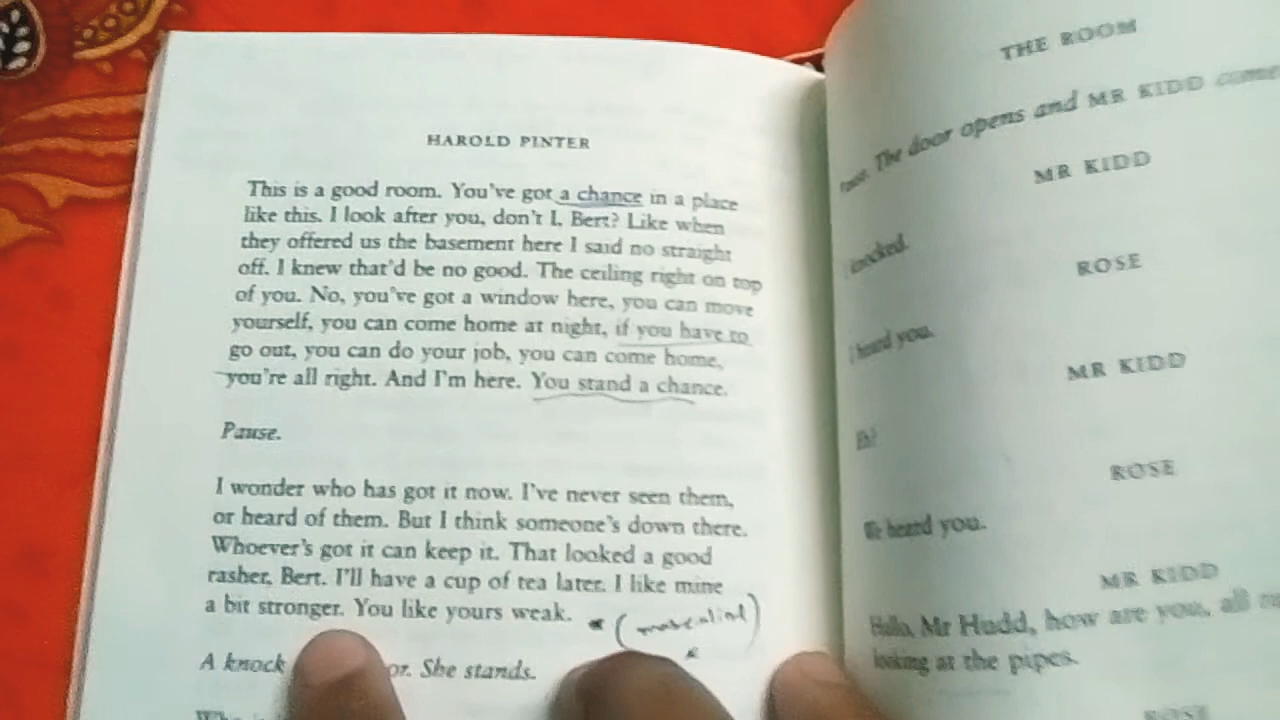 HAROLD PINTER
This is a good room. You've got a chance in a place
like this. I look after you, don't I, Bert? Like when
they offered us the basement here I said no straight
off. I knew that'd be no good. The ceiling right on top
of you. No, you've got a window here, you can move
yourself, you can come home at night, if you have to
go out, you can do your job, you can come home,
you're all right. And I'm here. You stand a chance.
Pause.
I wonder who has got it now. I've never seen them,
or heard of them. But I think someone's down there.
Whoever's got it can keep it. That looked a good
rasher, Bert. I'll have a cup of tea later. I like mine
a bit stronger. You like yours weak.
A knock or. She stands.
THE ROOM
The door opens and MR KIDD
MR KIDD
I knocked.
ROSE
I heard you.
MR KIDD
Eh?
ROSE
We heard you.
MR KIDD
Hallo, Mr Hudd, how are you, all
looking at the pipes.
ROSE